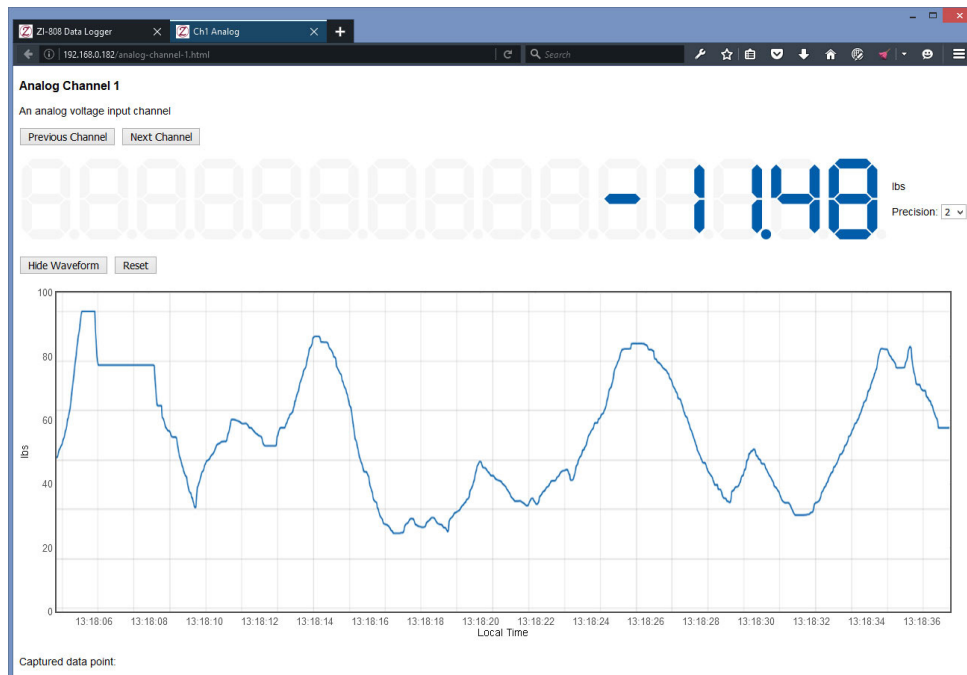 ZI-808 Data Logger
Ch1 Analog
192.168.0.182/analog-channel-1.html
Search
Analog Channel 1
An analog voltage input channel
Previous Channel Next Channel
-11.48
lbs
Precision: 2
Hide Waveform Reset
100
80
60
40
20
0
lbs
13:18:06 13:18:08 13:18:10 13:18:12 13:18:14 13:18:16 13:18:18 13:18:20 13:18:22 13:18:24 13:18:26 13:18:28 13:18:30 13:18:32 13:18:34 13:18:36
Local Time
Captured data point: